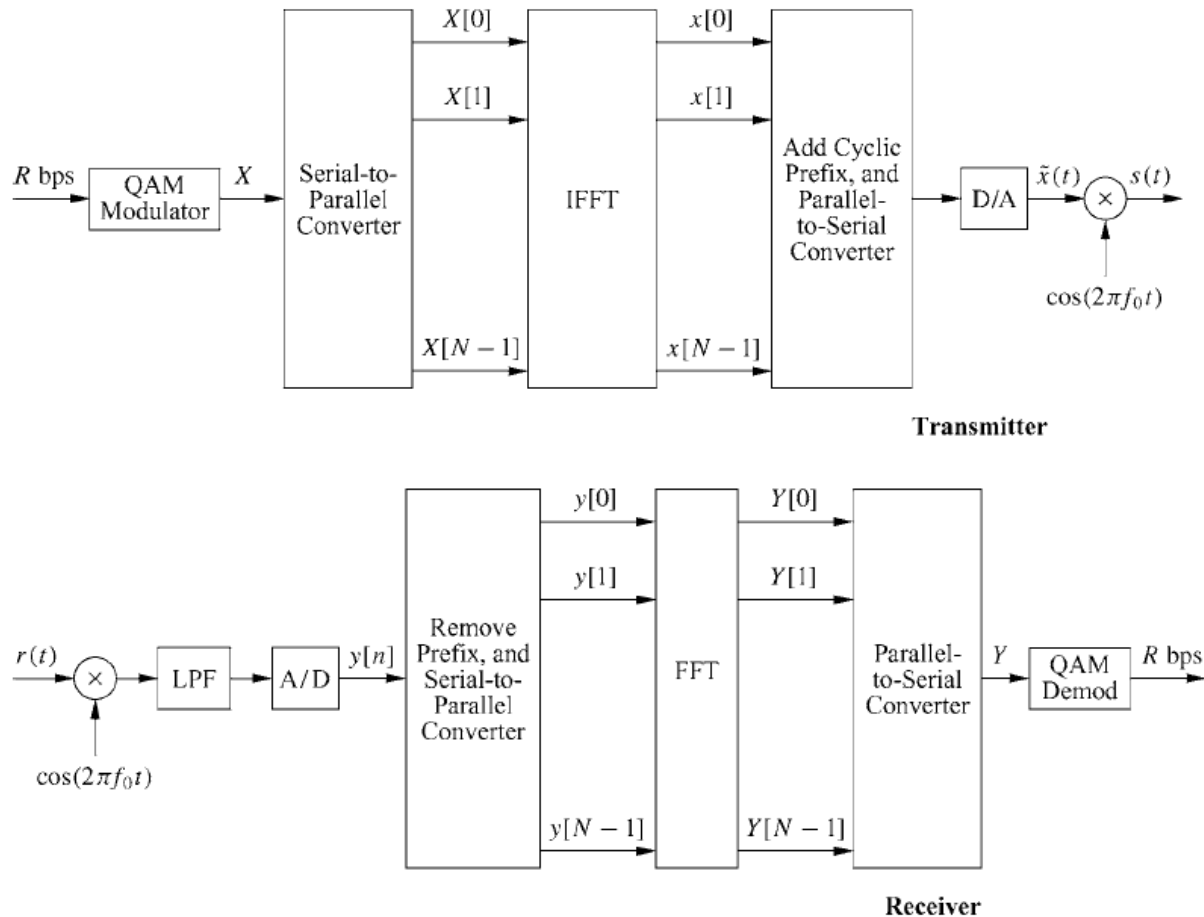 X[0]
x[0]
X[1]
x[1]
R bps
QAM
Modulator
X
Serial-to-
Parallel
Converter
IFFT
Add Cyclic
Prefix, and
Parallel-
to-Serial
Converter
D/A
x̃(t)
×
s(t)
cos(2πf₀t)
X[N − 1]
x[N − 1]
Transmitter
y[0]
Y[0]
y[1]
Y[1]
r(t)
×
LPF
A/D
y[n]
Remove
Prefix, and
Serial-to-
Parallel
Converter
FFT
Parallel-
to-Serial
Converter
Y
QAM
Demod
R bps
cos(2πf₀t)
y[N − 1]
Y[N − 1]
Receiver